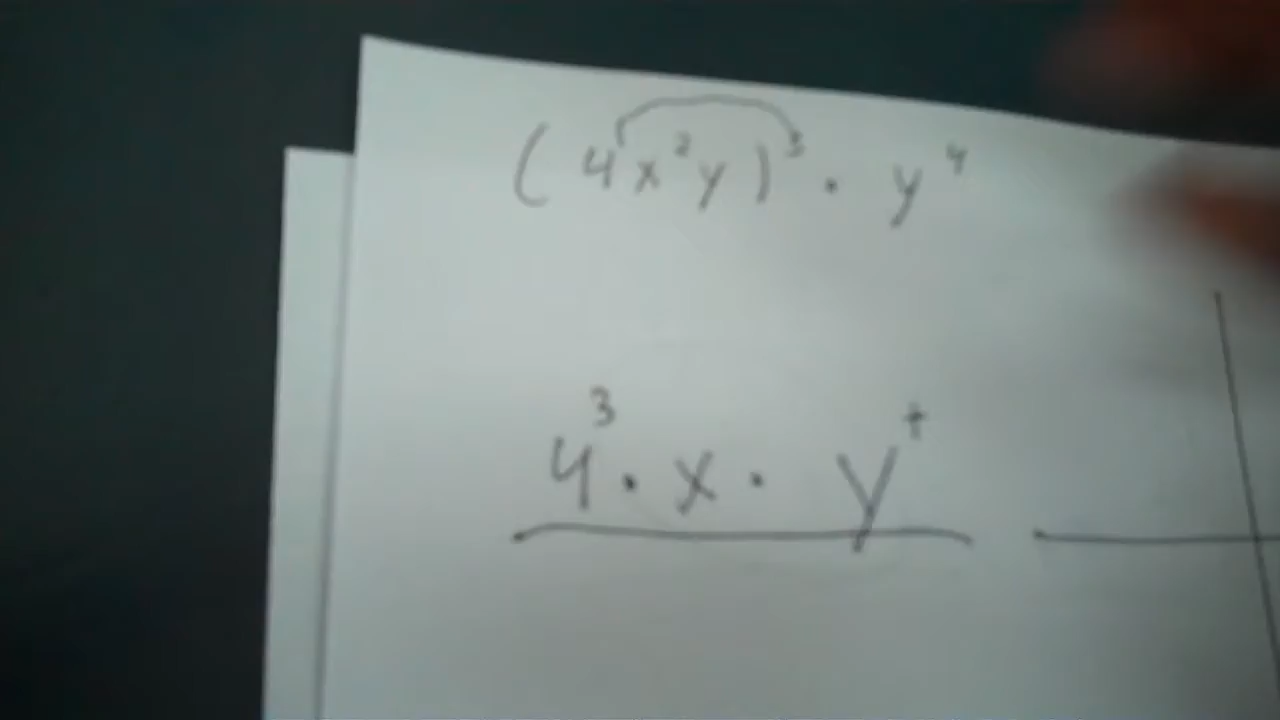 (4x²y)³ · y⁴
4³ · x · y⁺